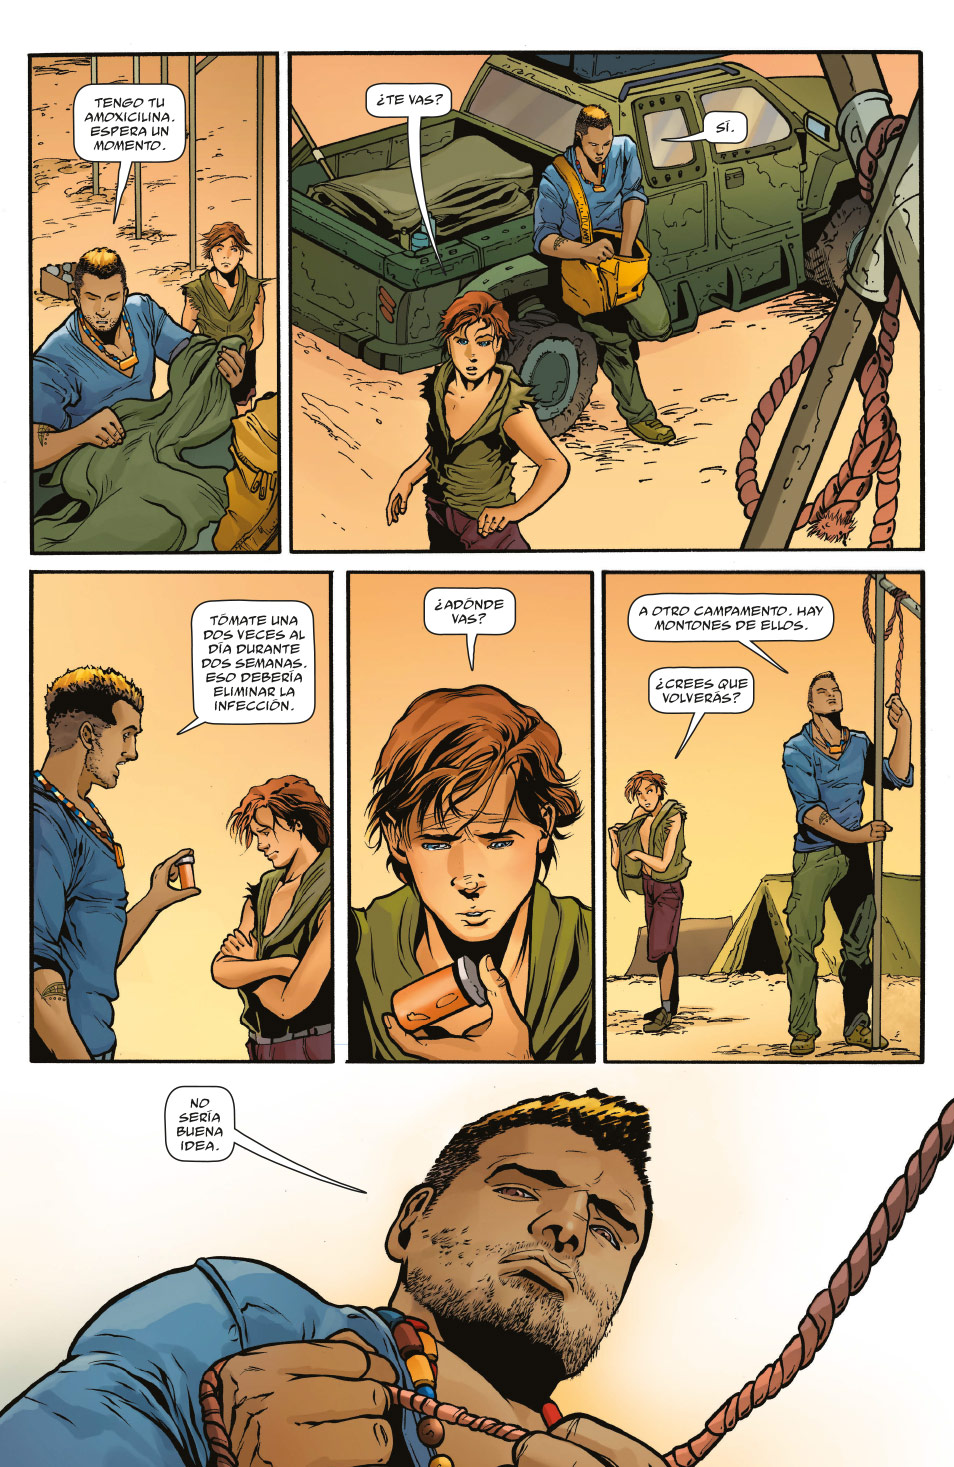 TENGO TU
AMOXICILINA.
ESPERA UN
MOMENTO.
¿TE VAS?
SÍ.
TÓMATE UNA
DOS VECES AL
DÍA DURANTE
DOS SEMANAS.
ESO DEBERÍA
ELIMINAR LA
INFECCIÓN.
¿ADÓNDE
VAS?
A OTRO CAMPAMENTO. HAY
MONTONES DE ELLOS.
¿CREES QUE
VOLVERÁS?
NO
SERÍA
BUENA
IDEA.